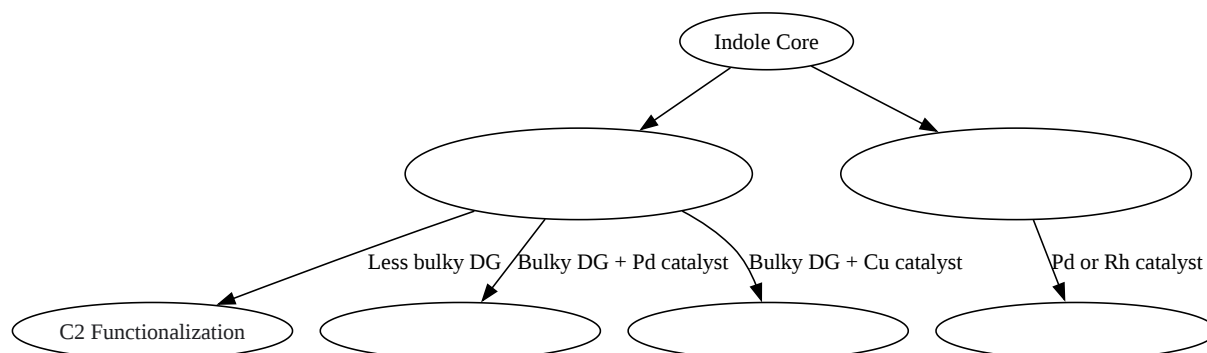 Indole Core
Less bulky DG
Bulky DG + Pd catalyst
Bulky DG + Cu catalyst
Pd or Rh catalyst
C2 Functionalization